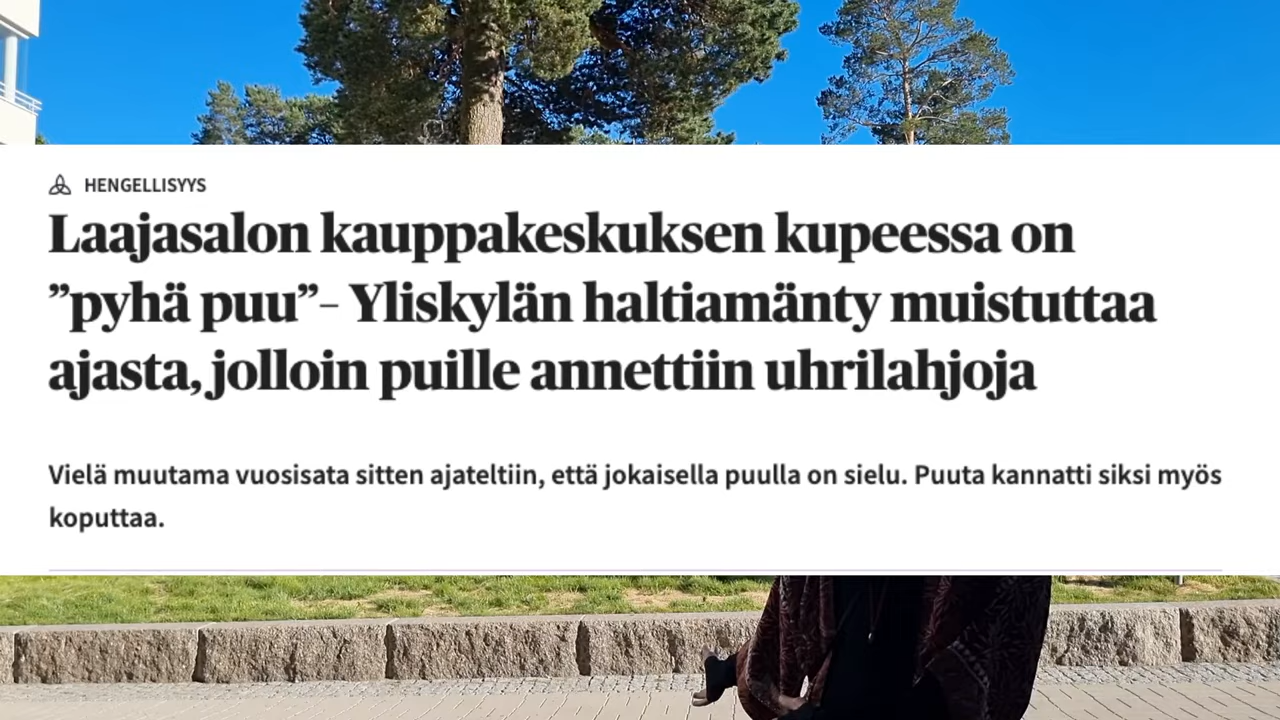 HENGELLISYYS
Laajasalon kauppakeskuksen kupeessa on
”pyhä puu”– Yliskylän haltiamänty muistuttaa
ajasta, jolloin puille annettiin uhrilahjoja
Vielä muutama vuosisata sitten ajateltiin, että jokaisella puulla on sielu. Puuta kannatti siksi myös
koputtaa.